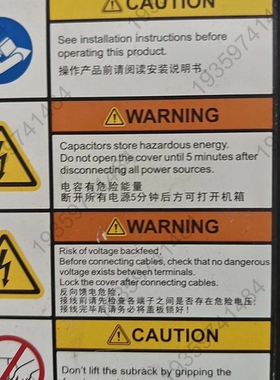 CAUTION
See installation instructions before
operating this product.
操作产品前请阅读安装说明书.
WARNING
Capacitors store hazardous energy.
Do not open the cover until 5 minutes after
disconnecting all power sources.
电容有危险能量
断开所有电源5分钟后方可打开机箱
WARNING
Risk of voltage backfeed,
Before connecting cables, check that no dangerous
voltage exists between terminals.
Lock the cover after connecting cables.
反向馈电危险,
接线前请先检查各端子之间是否存在危险电压;
接线完毕后请务必将盖板锁好!
CAUTION
Don't lift the subrack by gripping the
19359741484